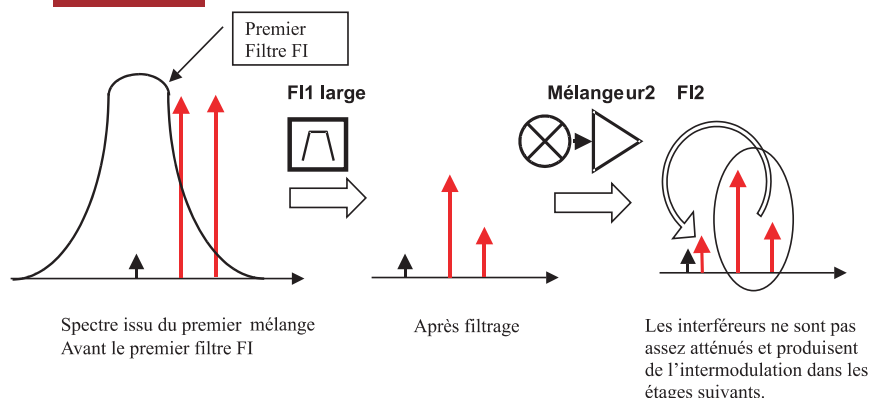 Premier
Filtre FI
FI1 large
Mélangeur2 FI2
Spectre issu du premier mélange
Avant le premier filtre FI
Après filtrage
Les interféreurs ne sont pas
assez atténués et produisent
de l'intermodulation dans les
étages suivants.